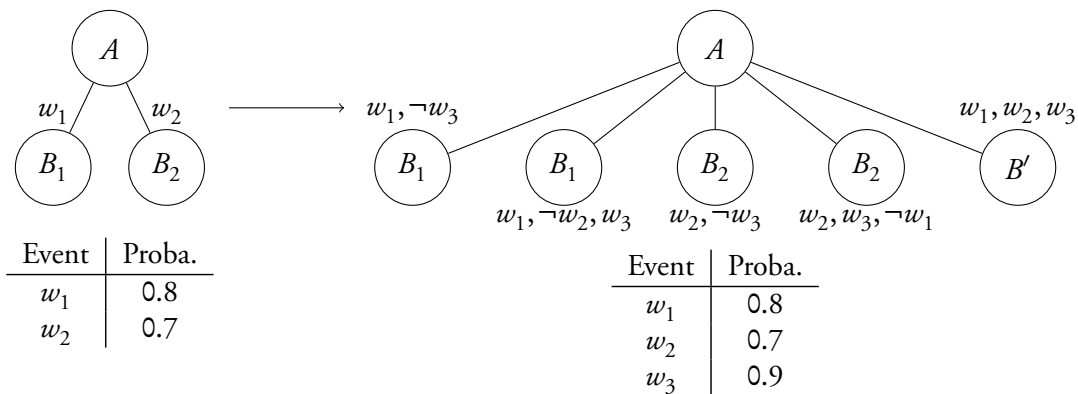 A A
w₁ w₂ w₁, ¬w₃ w₁, w₂, w₃
B₁ B₂ B₁ B₁ B₂ B₂ B′
w₁, ¬w₂, w₃ w₂, ¬w₃ w₂, w₃, ¬w₁
Event Proba.
w₁ 0.8
w₂ 0.7
Event Proba.
w₁ 0.8
w₂ 0.7
w₃ 0.9